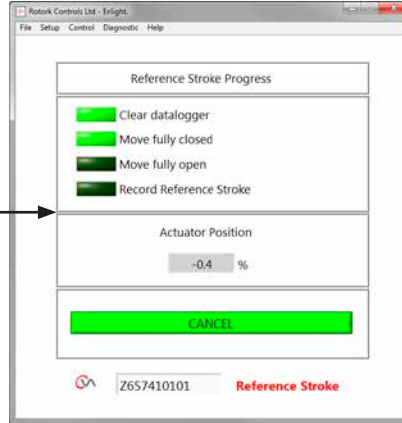 Rotork Controls Ltd - Enlight.
File Setup Control Diagnostic Help
Reference Stroke Progress
Clear datalogger
Move fully closed
Move fully open
Record Reference Stroke
Actuator Position
-0.4 %
CANCEL
Z657410101 Reference Stroke